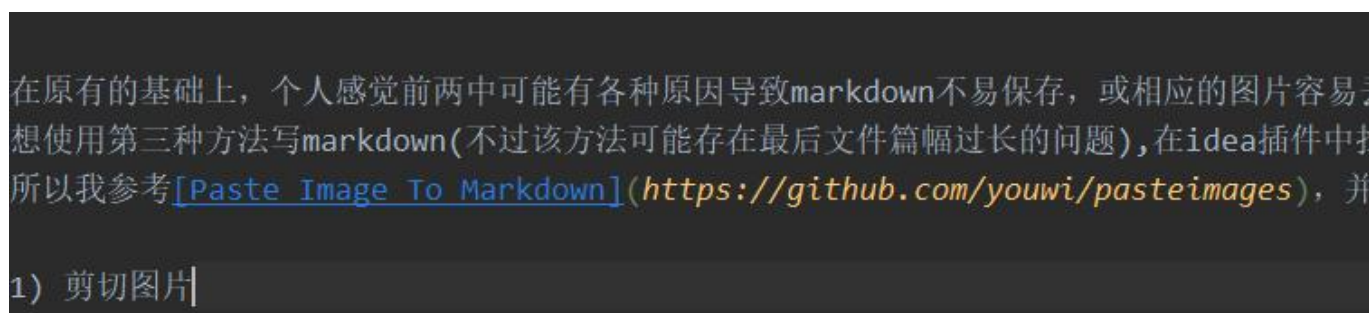 在原有的基础上，个人感觉前两中可能有各种原因导致markdown不易保存，或相应的图片容易
想使用第三种方法写markdown(不过该方法可能存在最后文件篇幅过长的问题),在idea插件中
所以我参考[Paste Image To Markdown](https://github.com/youwi/pasteimages)，并
1) 剪切图片